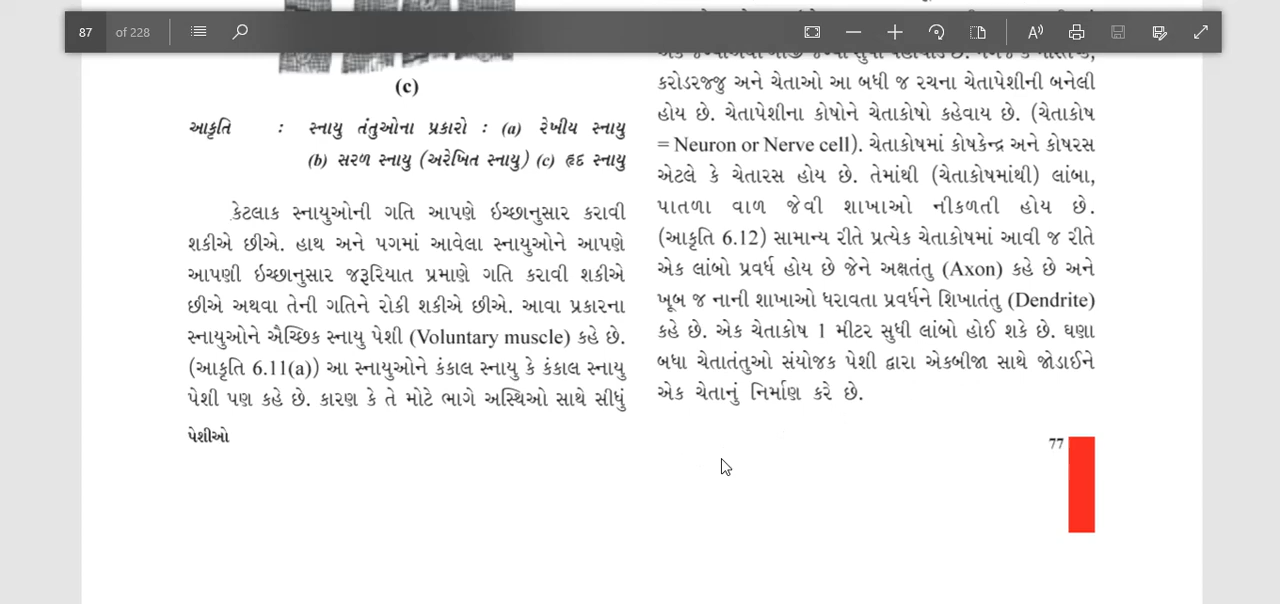 87 of 228
(c)
આકૃતિ : સ્નાયુ તંતુઓના પ્રકારો : (a) રેખીય સ્નાયુ
(b) સરળ સ્નાયુ (અરેખિત સ્નાયુ) (c) હૃદ સ્નાયુ
કેટલાક સ્નાયુઓની ગતિ આપણે ઇચ્છાનુસાર કરાવી
શકીએ છીએ. હાથ અને પગમાં આવેલા સ્નાયુઓને આપણે
આપણી ઇચ્છાનુસાર જરૂરિયાત પ્રમાણે ગતિ કરાવી શકીએ
છીએ અથવા તેની ગતિને રોકી શકીએ છીએ. આવા પ્રકારના
સ્નાયુઓને ઐચ્છિક સ્નાયુ પેશી (Voluntary muscle) કહે છે.
(આકૃતિ 6.11(a)) આ સ્નાયુઓને કંકાલ સ્નાયુ કે કંકાલ સ્નાયુ
પેશી પણ કહે છે. કારણ કે તે મોટે ભાગે અસ્થિઓ સાથે સીધું
પેશીઓ
કરોડરજ્જુ અને ચેતાઓ આ બધી જ રચના ચેતાપેશીની બનેલી
હોય છે. ચેતાપેશીના કોષોને ચેતાકોષો કહેવાય છે. (ચેતાકોષ
= Neuron or Nerve cell). ચેતાકોષમાં કોષકેન્દ્ર અને કોષરસ
એટલે કે ચેતારસ હોય છે. તેમાંથી (ચેતાકોષમાંથી) લાંબા,
પાતળા વાળ જેવી શાખાઓ નીકળતી હોય છે.
(આકૃતિ 6.12) સામાન્ય રીતે પ્રત્યેક ચેતાકોષમાં આવી જ રીતે
એક લાંબો પ્રવર્ધ હોય છે જેને અક્ષતંતુ (Axon) કહે છે અને
ખૂબ જ નાની શાખાઓ ધરાવતા પ્રવર્ધને શિખાતંતુ (Dendrite)
કહે છે. એક ચેતાકોષ 1 મીટર સુધી લાંબો હોઈ શકે છે. ઘણા
બધા ચેતાતંતુઓ સંયોજક પેશી દ્વારા એકબીજા સાથે જોડાઈને
એક ચેતાનું નિર્માણ કરે છે.
77